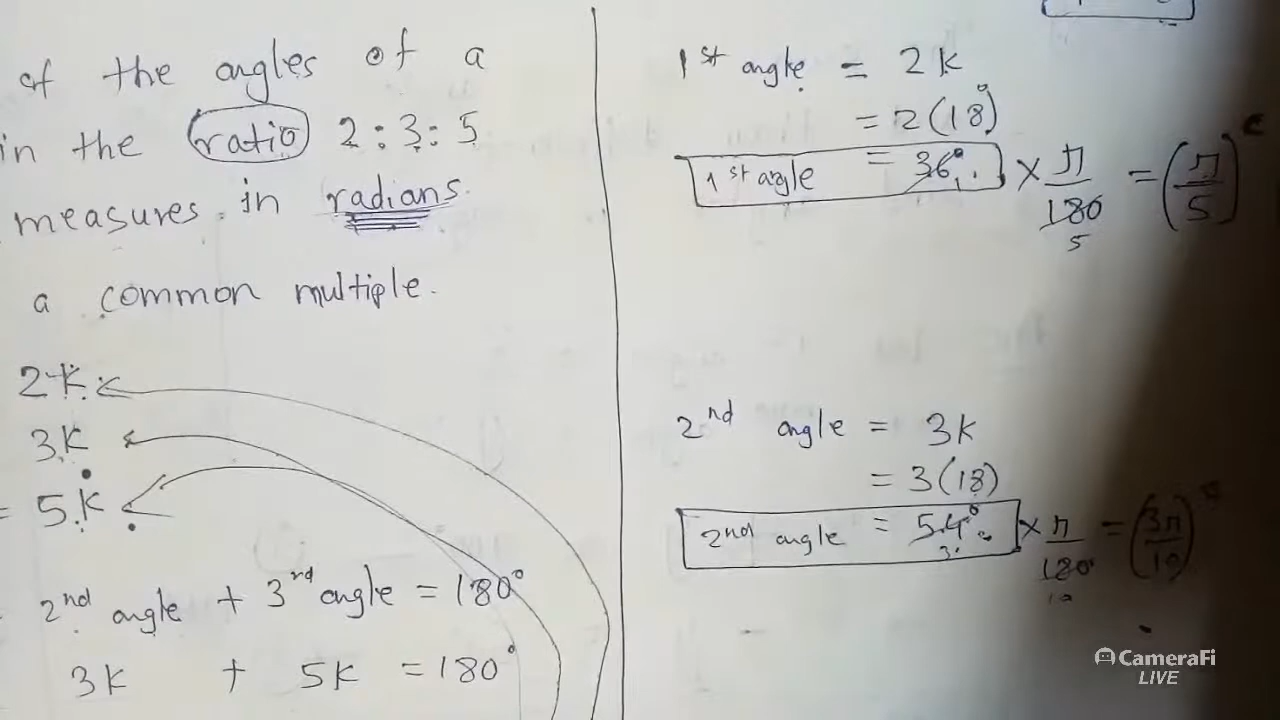 of the angles of a
in the ratio 2:3:5
measures in radians.
a common multiple.
2k
3k
= 5k
2nd angle + 3rd angle = 180°
3k + 5k = 180°
1st angle = 2k
= 2(18°)
1st angle = 36° × π/180 = (π/5)ᶜ
5
2nd angle = 3k
= 3(18)
2nd angle = 54° × π/180 = (3π/10)ᶜ
3
10
CameraFi
LIVE